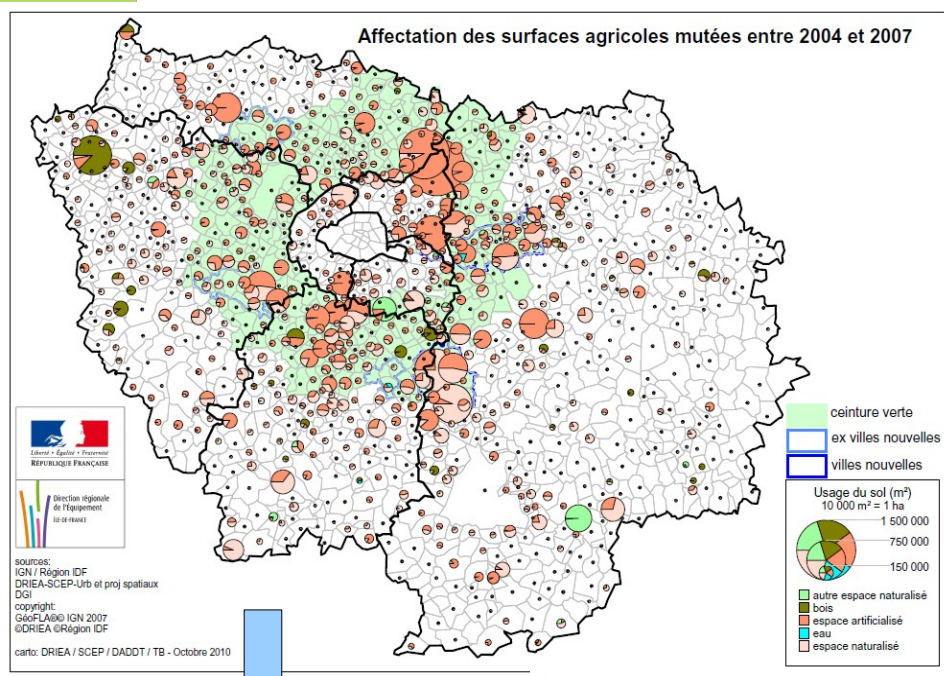 Affectation des surfaces agricoles mutées entre 2004 et 2007
Liberté • Égalité • Fraternité
RÉPUBLIQUE FRANÇAISE
Direction régionale
de l'Équipement
ÎLE-DE-FRANCE
sources:
IGN / Région IDF
DRIEA-SCEP-Urb et proj spatiaux
DGI
copyright:
GéoFLA®© IGN 2007
©DRIEA ©Région IDF
carto: DRIEA / SCEP / DADDT / TB - Octobre 2010
ceinture verte
ex villes nouvelles
villes nouvelles
Usage du sol (m²)
10 000 m² = 1 ha
1 500 000
750 000
150 000
autre espace naturalisé
bois
espace artificialisé
eau
espace naturalisé